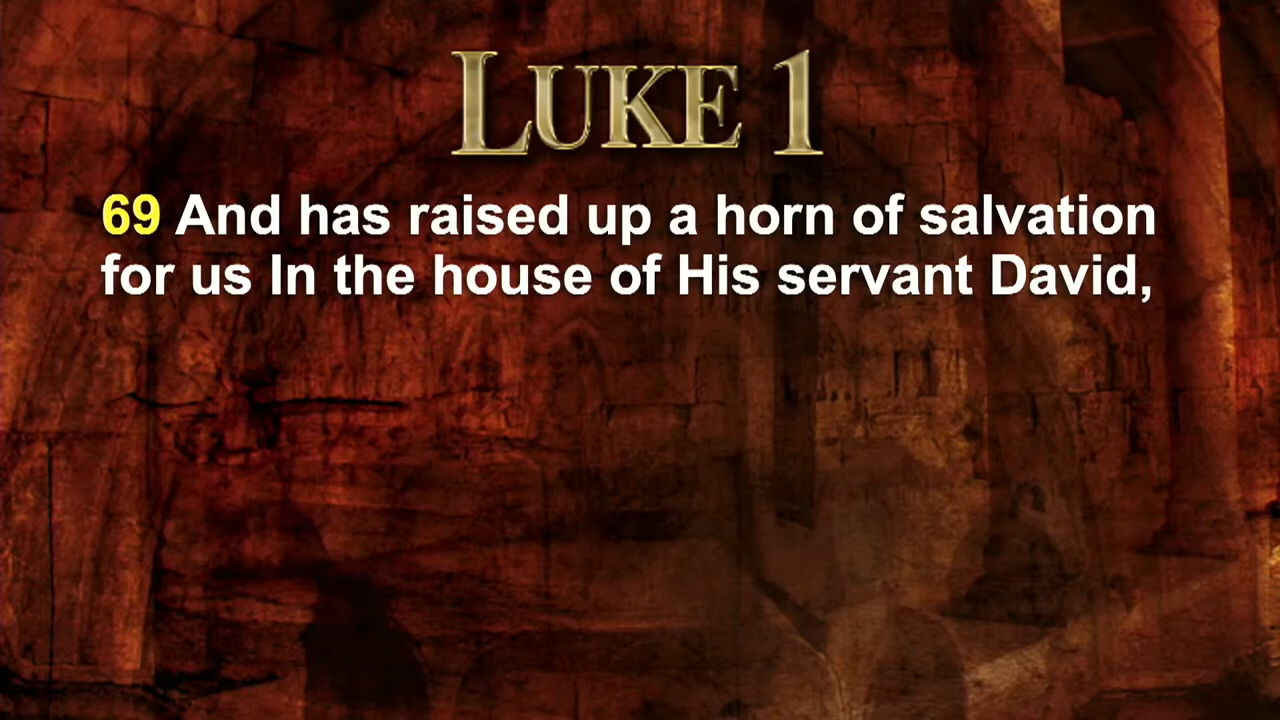 LUKE 1
69 And has raised up a horn of salvation
for us In the house of His servant David,